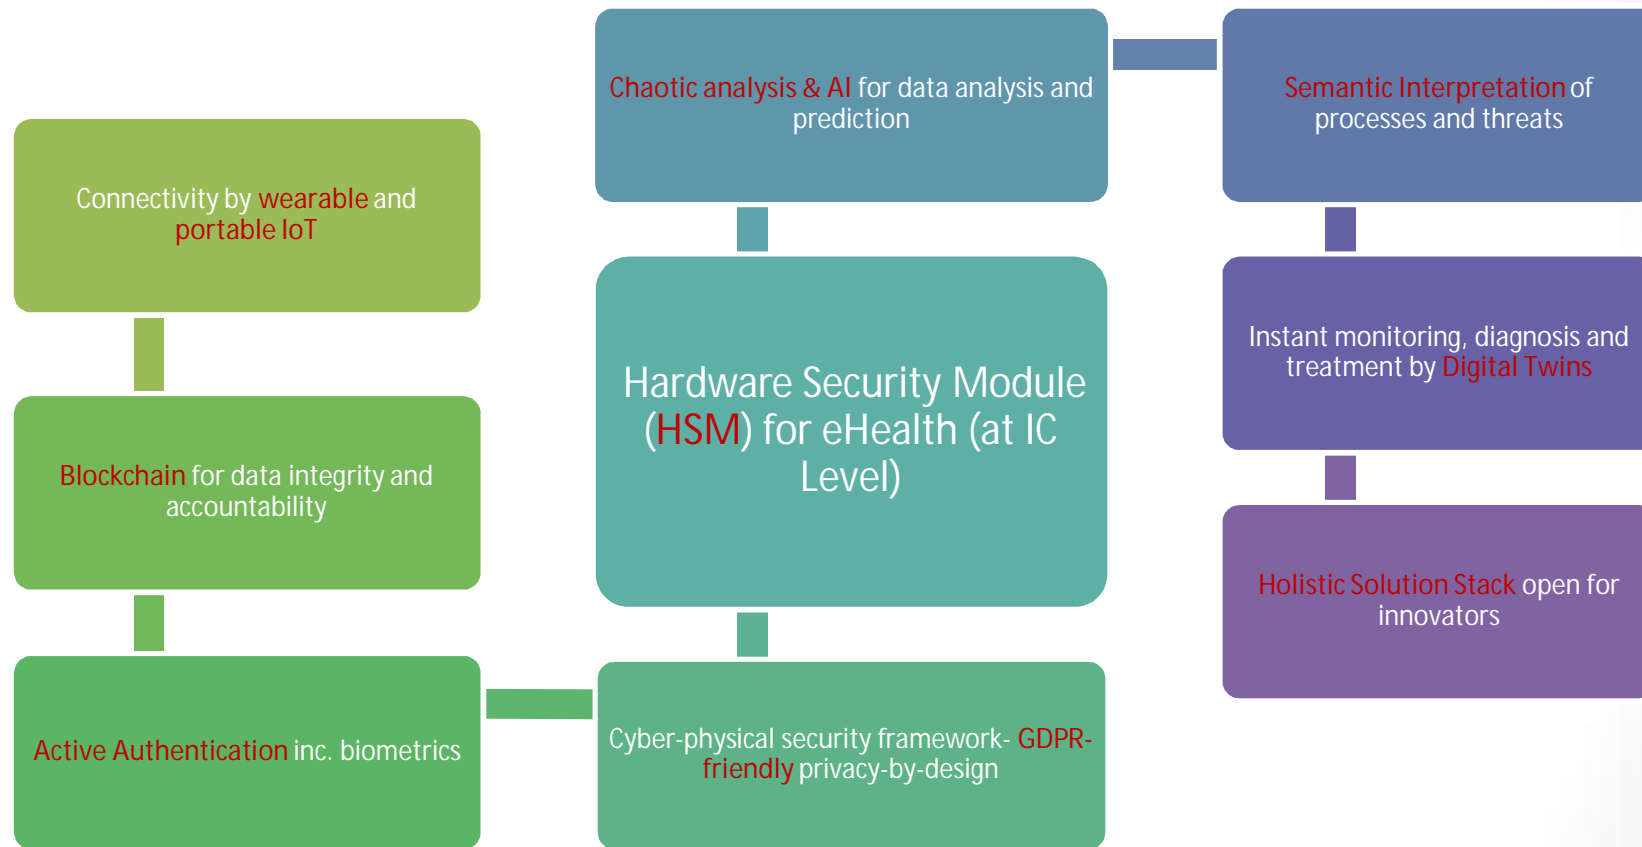 Connectivity by wearable and
portable IoT
Blockchain for data integrity and
accountability
Active Authentication inc. biometrics
Cyber-physical security framework- GDPR-
friendly privacy-by-design
Hardware Security Module
(HSM) for eHealth (at IC
Level)
Chaotic analysis & AI for data analysis and
prediction
Semantic Interpretation of
processes and threats
Instant monitoring, diagnosis and
treatment by Digital Twins
Holistic Solution Stack open for
innovators